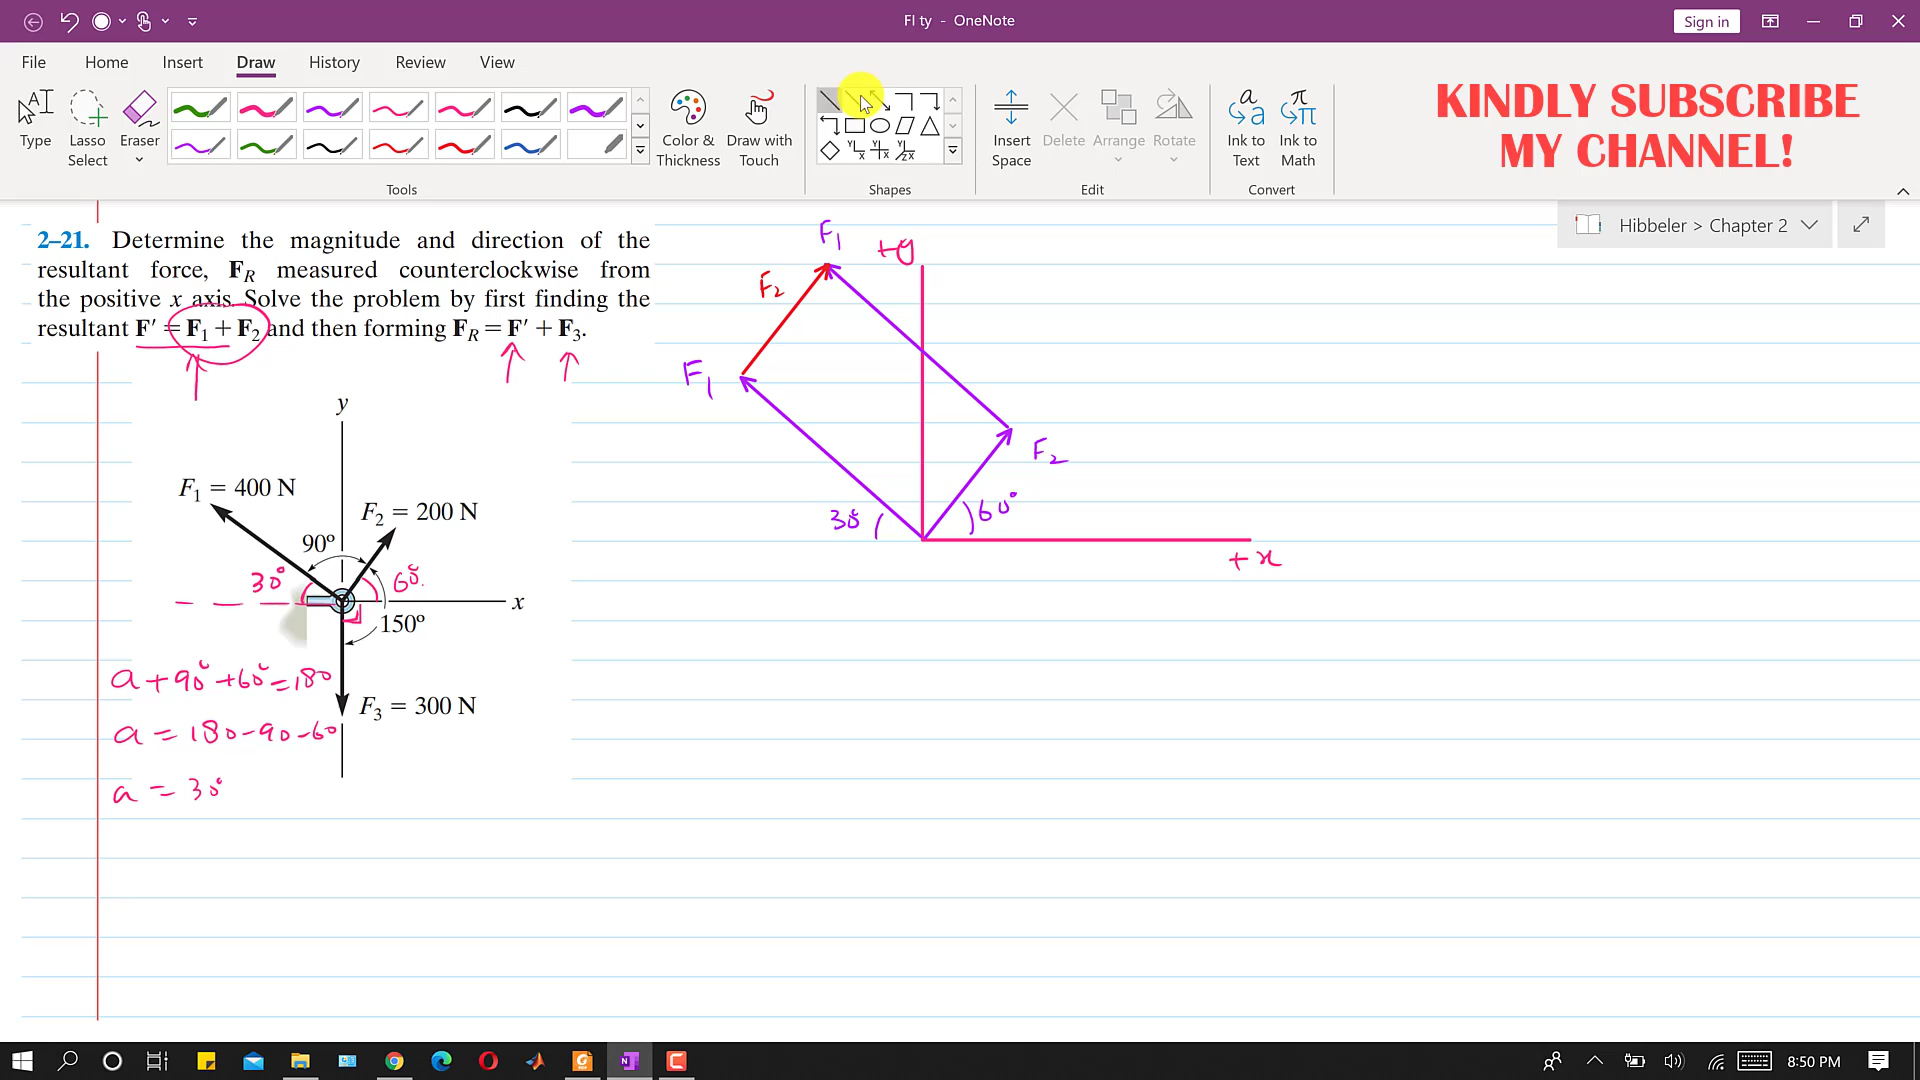 FI ty - OneNote
Sign in
File Home Insert Draw History Review View
Type
Lasso Select
Eraser
Color & Thickness
Draw with Touch
Insert Space
Delete
Arrange
Rotate
Ink to Text
Ink to Math
Tools
Shapes
Edit
Convert
KINDLY SUBSCRIBE
MY CHANNEL!
Hibbeler > Chapter 2
2–21. Determine the magnitude and direction of the
resultant force, F_R measured counterclockwise from
the positive x axis. Solve the problem by first finding the
resultant F′ = F₁ + F₂ and then forming F_R = F′ + F₃.
y
F₁ = 400 N
F₂ = 200 N
90º
30°
60°
x
150º
F₃ = 300 N
a + 90° + 60° = 180
a = 180 - 90 - 60
a = 30°
F₁
+y
F₂
F₁
F₂
30°
60°
+x
8:50 PM